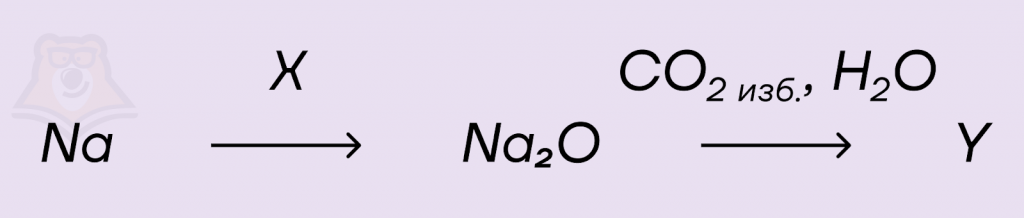 X CO₂ изб., H₂O
Na → Na₂O → Y